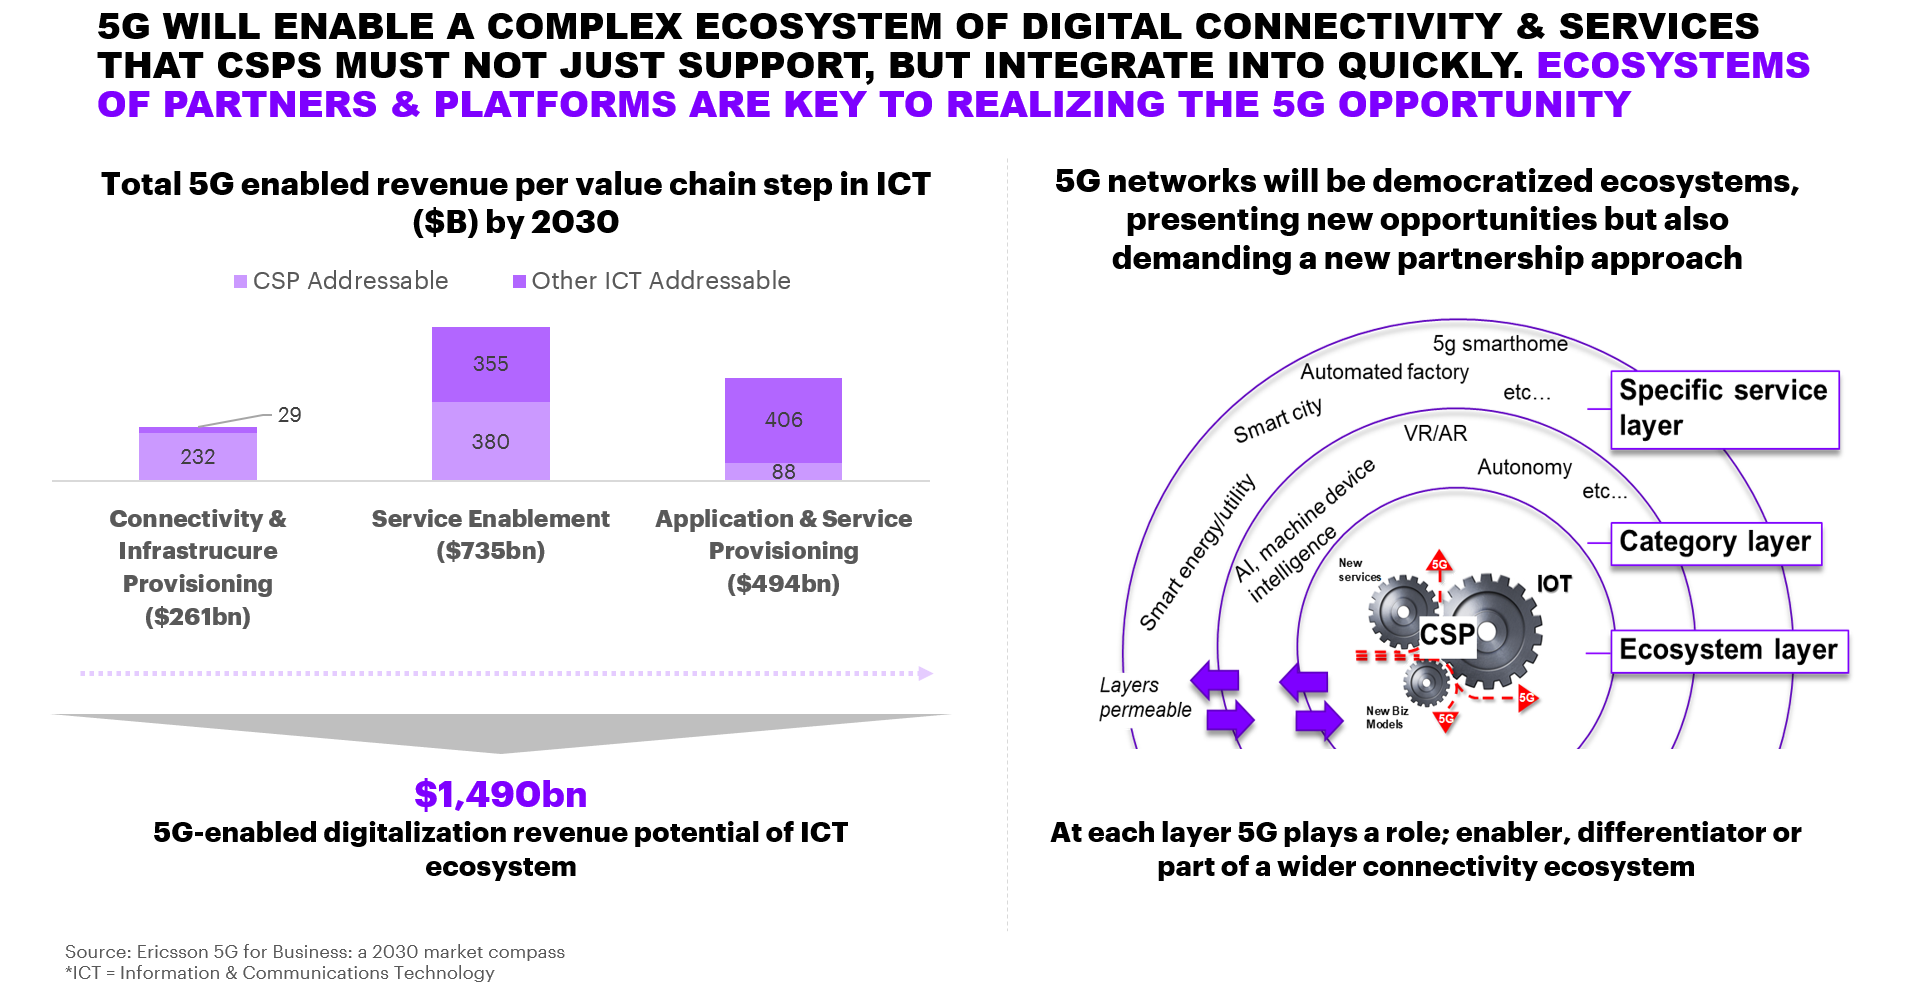 5G WILL ENABLE A COMPLEX ECOSYSTEM OF DIGITAL CONNECTIVITY & SERVICES
THAT CSPS MUST NOT JUST SUPPORT, BUT INTEGRATE INTO QUICKLY. ECOSYSTEMS
OF PARTNERS & PLATFORMS ARE KEY TO REALIZING THE 5G OPPORTUNITY
Total 5G enabled revenue per value chain step in ICT
($B) by 2030
CSP Addressable
Other ICT Addressable
29
232
355
380
406
88
Connectivity &
Infrastrucure
Provisioning
($261bn)
Service Enablement
($735bn)
Application & Service
Provisioning
($494bn)
$1,490bn
5G-enabled digitalization revenue potential of ICT
ecosystem
5G networks will be democratized ecosystems,
presenting new opportunities but also
demanding a new partnership approach
5g smarthome
Automated factory
etc...
Smart city
Smart energy/utility
Specific service
layer
VR/AR
Autonomy
etc...
AI, machine device
intelligence
Category layer
New
services
5G
IOT
CSP
Ecosystem layer
5G
5G
New Biz
Models
Layers
permeable
At each layer 5G plays a role; enabler, differentiator or
part of a wider connectivity ecosystem
Source: Ericsson 5G for Business: a 2030 market compass
*ICT = Information & Communications Technology